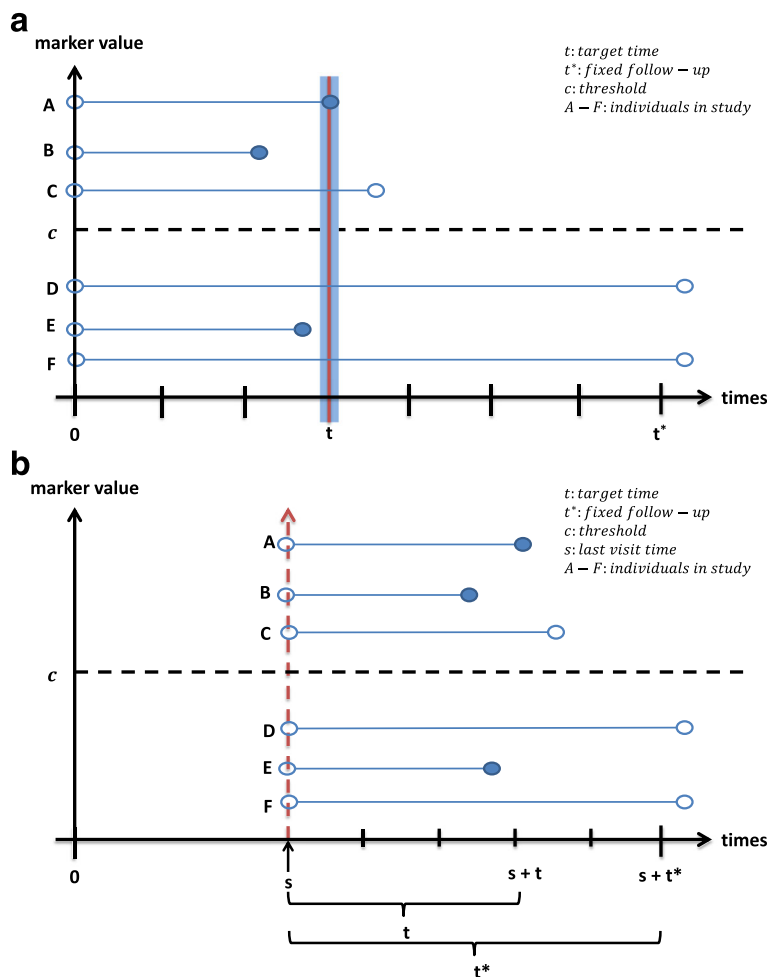 a
marker value
t: target time
t*: fixed follow − up
c: threshold
A − F: individuals in study
A
B
C
c
D
E
F
times
0
t
t*
b
marker value
t: target time
t*: fixed follow − up
c: threshold
s: last visit time
A − F: individuals in study
A
B
C
c
D
E
F
times
0
s
s + t
s + t*
t
t*